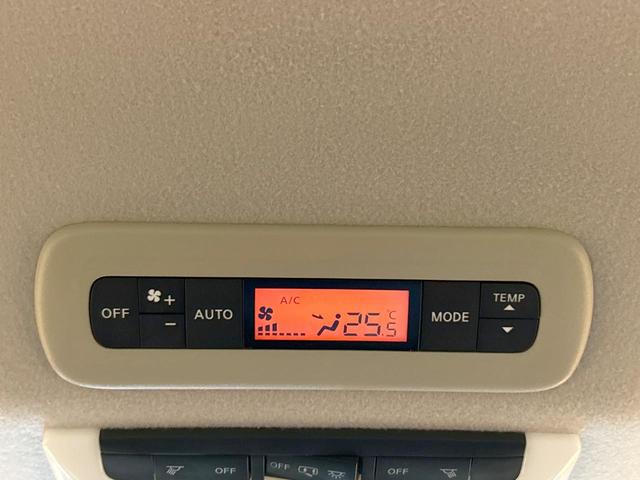 OFF + AUTO A/C 25.5 °C MODE TEMP
−
OFF OFF OFF